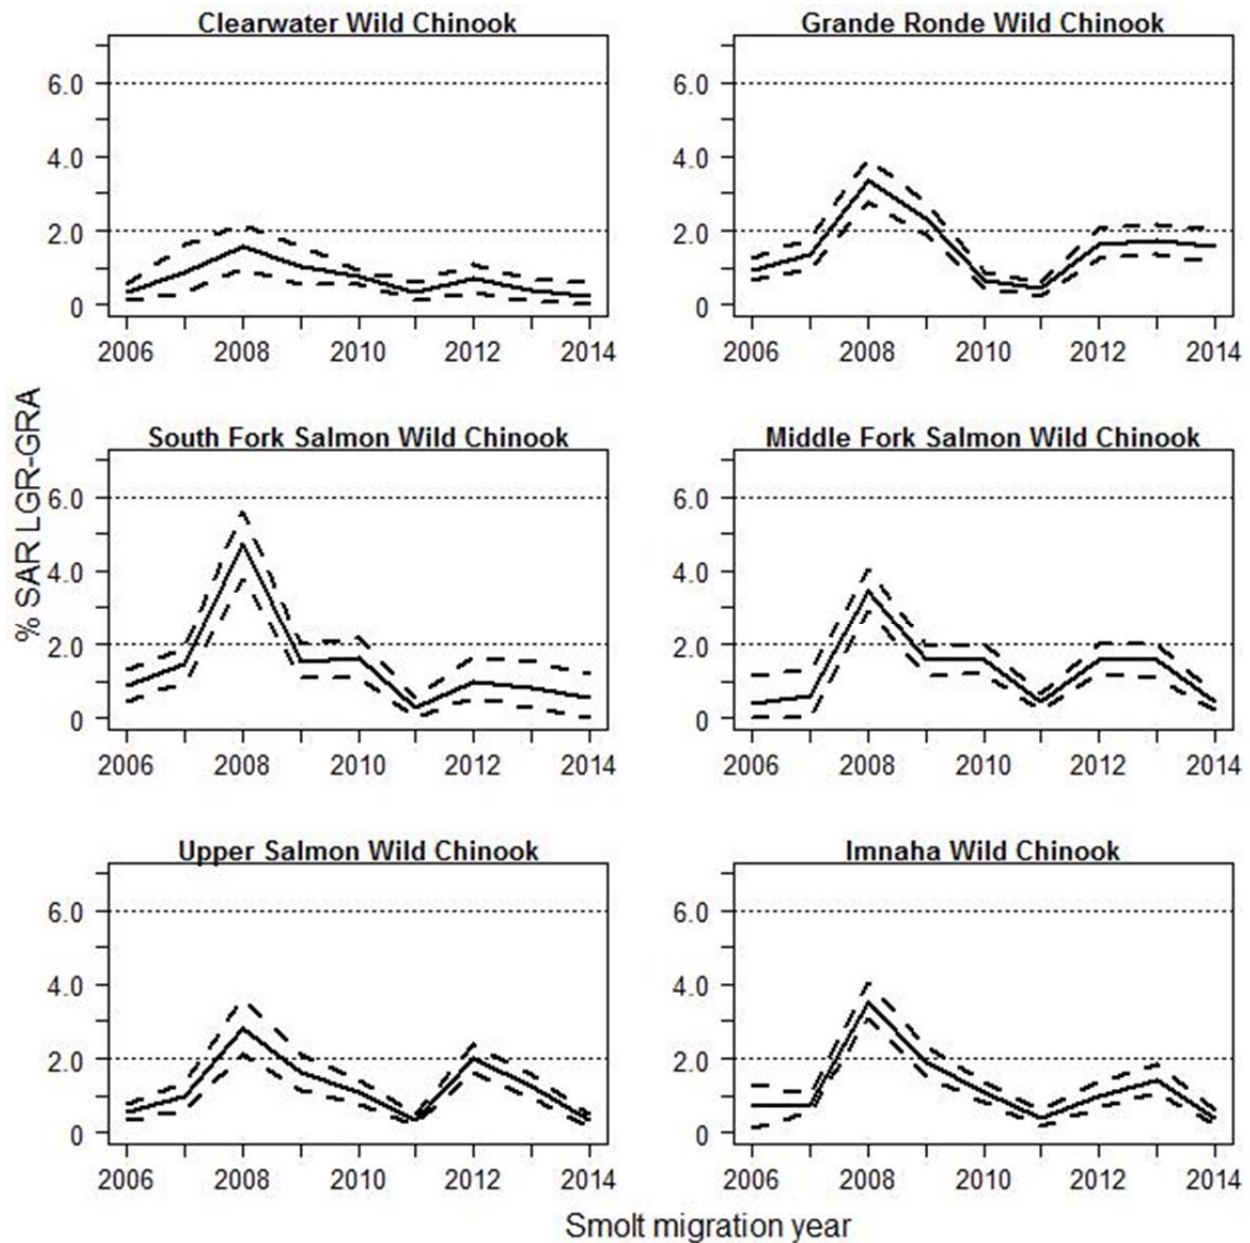 Clearwater Wild Chinook
6.0
4.0
2.0
0
2006 2008 2010 2012 2014
Grande Ronde Wild Chinook
6.0
4.0
2.0
0
2006 2008 2010 2012 2014
% SAR LGR-GRA
South Fork Salmon Wild Chinook
6.0
4.0
2.0
0
2006 2008 2010 2012 2014
Middle Fork Salmon Wild Chinook
6.0
4.0
2.0
0
2006 2008 2010 2012 2014
Upper Salmon Wild Chinook
6.0
4.0
2.0
0
2006 2008 2010 2012 2014
Imnaha Wild Chinook
6.0
4.0
2.0
0
2006 2008 2010 2012 2014
Smolt migration year